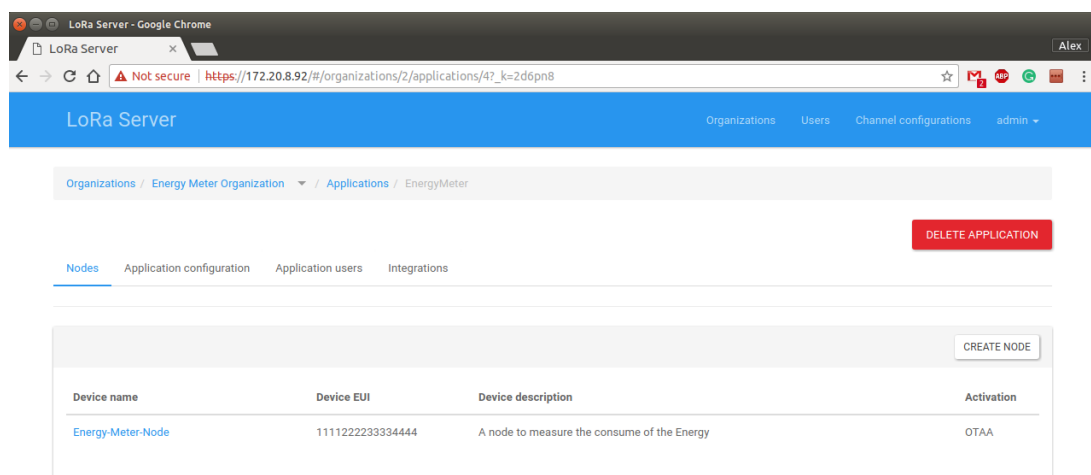 LoRa Server - Google Chrome
LoRa Server
Alex
Not secure | https://172.20.8.92/#/organizations/2/applications/4?_k=2d6pn8
2
ABP
G
LoRa Server
Organizations Users Channel configurations admin
Organizations / Energy Meter Organization / Applications / EnergyMeter
DELETE APPLICATION
Nodes Application configuration Application users Integrations
CREATE NODE
Device name Device EUI Device description Activation
Energy-Meter-Node 1111222233334444 A node to measure the consume of the Energy OTAA